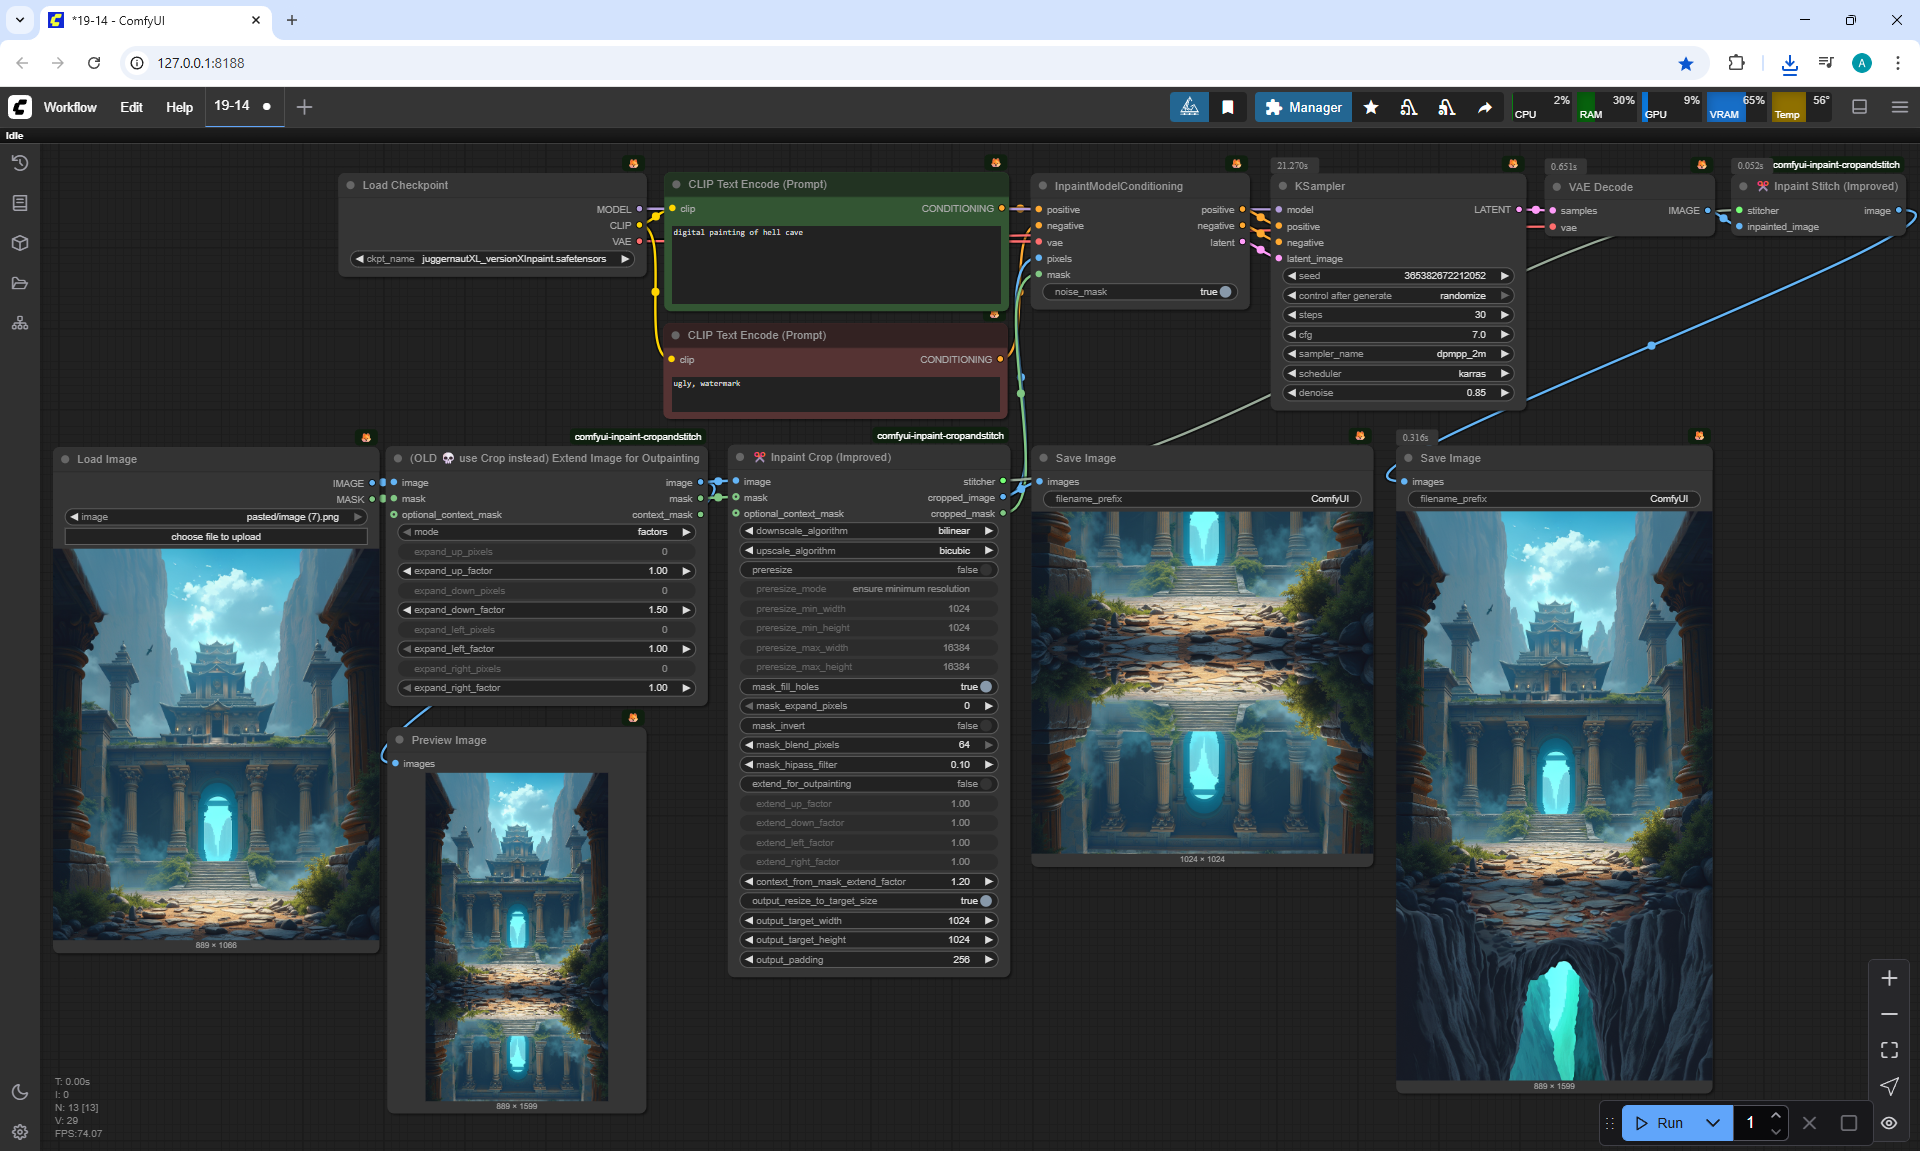 *19-14 - ComfyUI
127.0.0.1:8188
A
Workflow Edit Help 19-14
Manager
CPU 2% RAM 30% GPU 9% VRAM 65% Temp 56°
Idle
Load Checkpoint
MODEL
CLIP
VAE
ckpt_name juggernautXL_versionXInpaint.safetensors
CLIP Text Encode (Prompt)
clip CONDITIONING
digital painting of hell cave
CLIP Text Encode (Prompt)
clip CONDITIONING
ugly, watermark
InpaintModelConditioning
positive positive
negative negative
vae latent
pixels
mask
noise_mask true
21.270s
KSampler
model LATENT
positive
negative
latent_image
seed 365382672212052
control after generate randomize
steps 30
cfg 7.0
sampler_name dpmpp_2m
scheduler karras
denoise 0.85
0.651s
VAE Decode
samples IMAGE
vae
0.052s comfyui-inpaint-cropandstitch
Inpaint Stitch (Improved)
stitcher image
inpainted_image
Load Image
IMAGE
MASK
image pasted/image (7).png
choose file to upload
889 × 1066
comfyui-inpaint-cropandstitch
(OLD 💀 use Crop instead) Extend Image for Outpainting
image image
mask mask
optional_context_mask context_mask
mode factors
expand_up_pixels 0
expand_up_factor 1.00
expand_down_pixels 0
expand_down_factor 1.50
expand_left_pixels 0
expand_left_factor 1.00
expand_right_pixels 0
expand_right_factor 1.00
Preview Image
images
889 × 1599
comfyui-inpaint-cropandstitch
Inpaint Crop (Improved)
image stitcher
mask cropped_image
optional_context_mask cropped_mask
downscale_algorithm bilinear
upscale_algorithm bicubic
preresize false
preresize_mode ensure minimum resolution
preresize_min_width 1024
preresize_min_height 1024
preresize_max_width 16384
preresize_max_height 16384
mask_fill_holes true
mask_expand_pixels 0
mask_invert false
mask_blend_pixels 64
mask_hipass_filter 0.10
extend_for_outpainting false
extend_up_factor 1.00
extend_down_factor 1.00
extend_left_factor 1.00
extend_right_factor 1.00
context_from_mask_extend_factor 1.20
output_resize_to_target_size true
output_target_width 1024
output_target_height 1024
output_padding 256
Save Image
images
filename_prefix ComfyUI
1024 × 1024
0.316s
Save Image
images
filename_prefix ComfyUI
889 × 1599
T: 0.00s
I: 0
N: 13 [13]
V: 29
FPS:74.07
Run 1